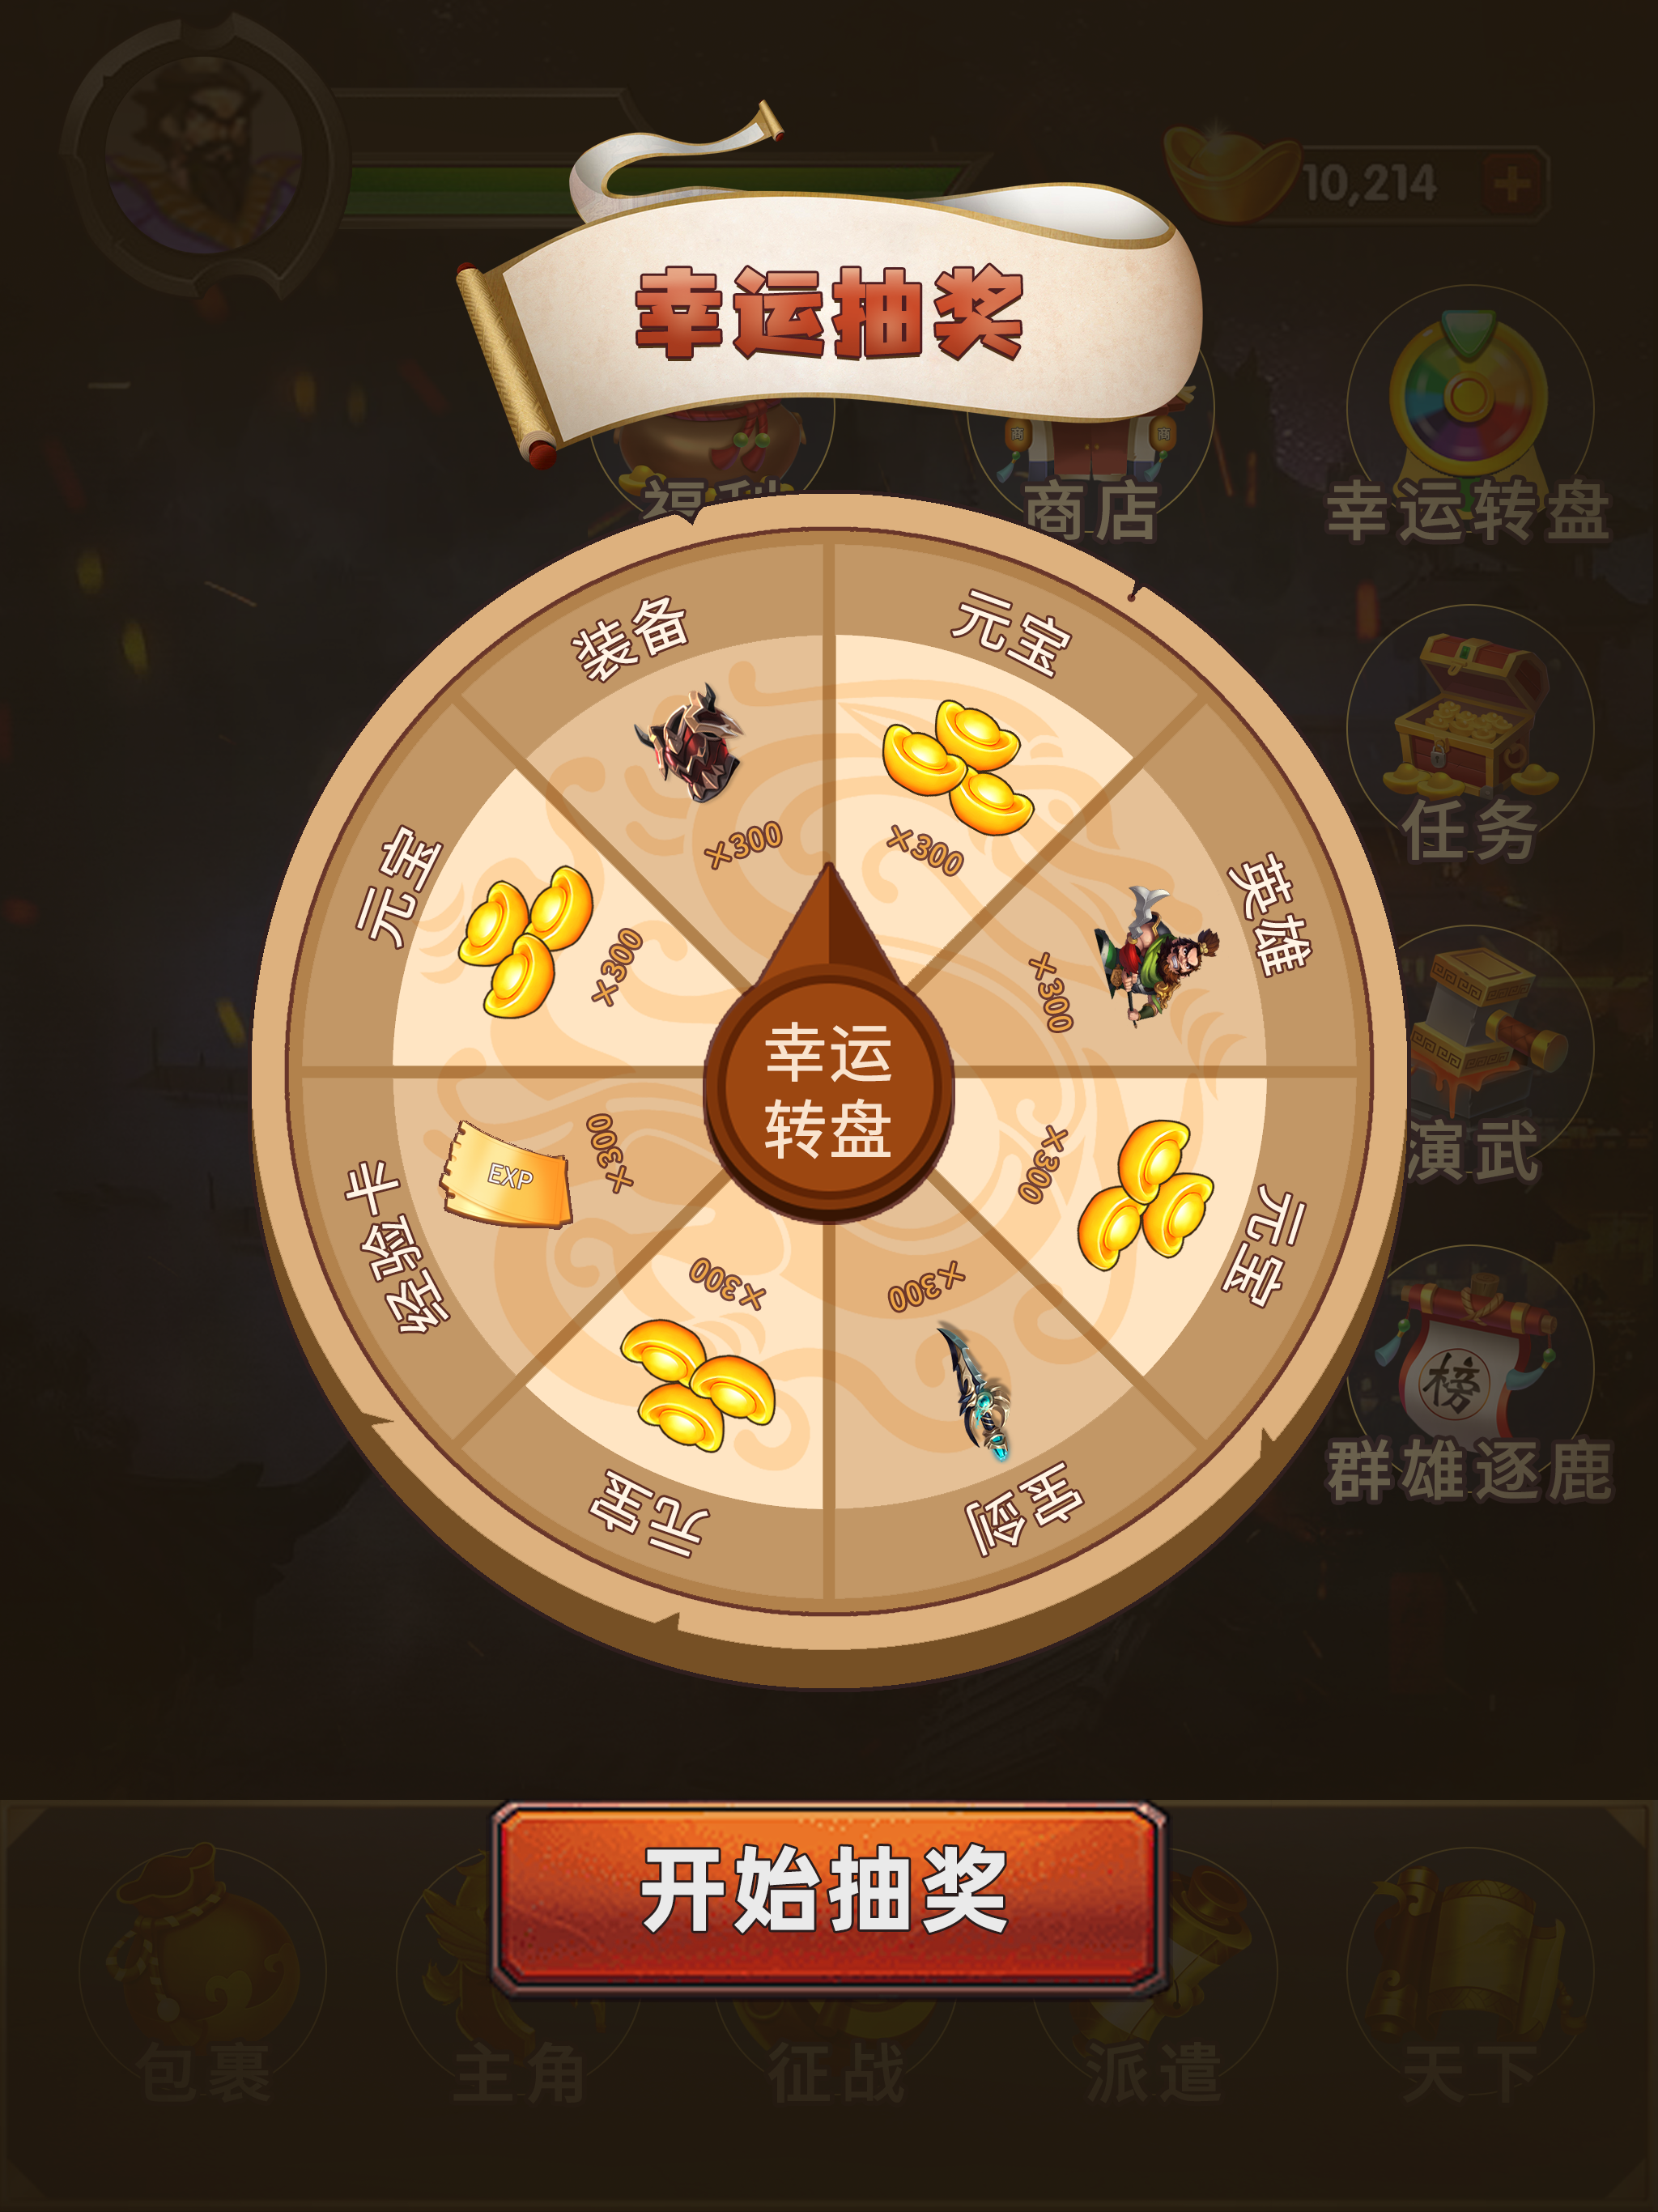 10,214
幸运抽奖
商
商
福利
商店
幸运转盘
装备
元宝
×300
×300
元宝
英雄
×300
×300
任务
幸运
转盘
EXP
×300
×300
演武
经验卡
元宝
×300
×300
榜
群雄逐鹿
元宝
宝剑
开始抽奖
包裹
主角
征战
派遣
天下